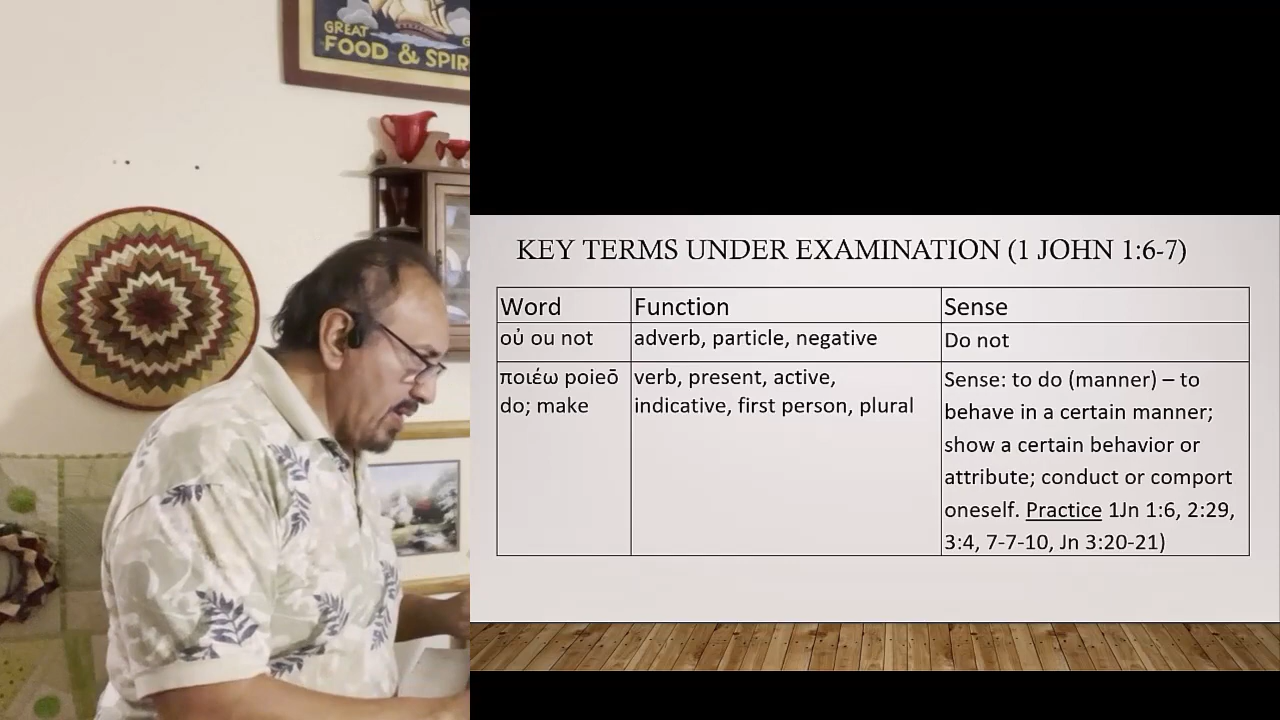 GREAT
FOOD & SPIR
KEY TERMS UNDER EXAMINATION (1 JOHN 1:6-7)
Word Function Sense
οὐ ou not adverb, particle, negative Do not
ποιέω poieō verb, present, active, Sense: to do (manner) – to
do; make indicative, first person, plural behave in a certain manner;
show a certain behavior or
attribute; conduct or comport
oneself. Practice 1Jn 1:6, 2:29,
3:4, 7-7-10, Jn 3:20-21)